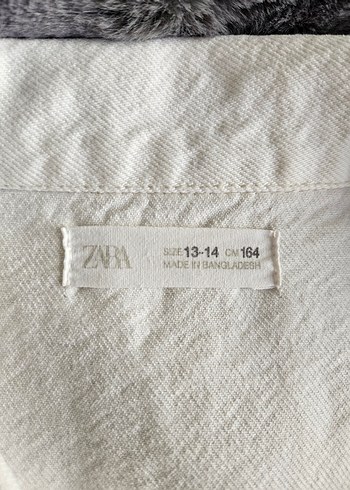 ZARA
SIZE 13-14 CM 164
MADE IN BANGLADESH